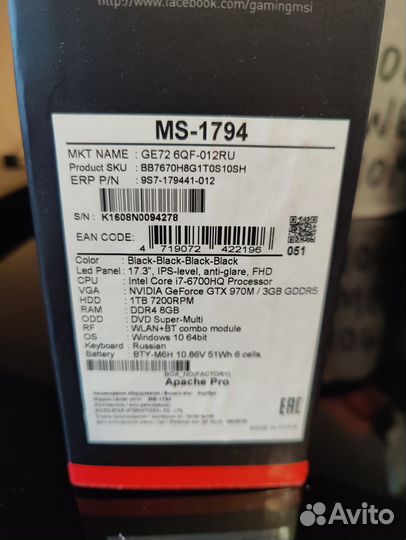 http://www.facebook.com/gamingmsi
MS-1794
MKT NAME : GE72 6QF-012RU
Product SKU : BB7670H8G1T0S10SH
ERP P/N : 9S7-179441-012
S/N : K1608N0094278
EAN CODE:
4 719072 422196
051
Color : Black-Black-Black-Black
Led Panel : 17.3", IPS-level, anti-glare, FHD
CPU : Intel Core i7-6700HQ Processor
VGA : NVIDIA GeForce GTX 970M / 3GB GDDR5
HDD : 1TB 7200RPM
RAM : DDR4 8GB
ODD : DVD Super-Multi
RF : WLAN+BT combo module
OS : Windows 10 64bit
Keyboard : Russian
Battery : BTY-M6H 10.86V 51Wh 6 cells
BOX_NO(FACTORY)
Apache Pro
MS-1794
EAC
MADE IN CHINA
Avito